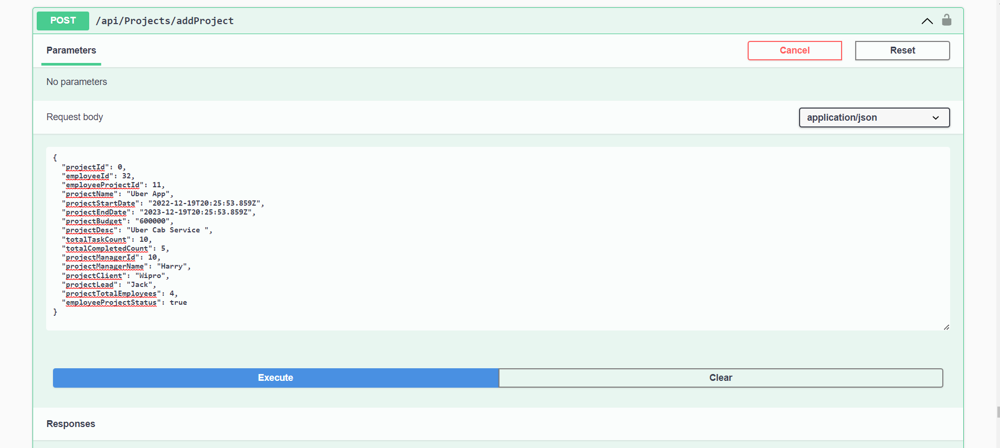 POST /api/Projects/addProject
Parameters Cancel Reset
No parameters
Request body application/json
{
  "projectId": 0,
  "employeeId": 32,
  "employeeProjectId": 11,
  "projectName": "Uber App",
  "projectStartDate": "2022-12-19T20:25:53.859Z",
  "projectEndDate": "2023-12-19T20:25:53.859Z",
  "projectBudget": "600000",
  "projectDesc": "Uber Cab Service ",
  "totalTaskCount": 10,
  "totalCompletedCount": 5,
  "projectManagerId": 10,
  "projectManagerName": "Harry",
  "projectClient": "Wipro",
  "projectLead": "Jack",
  "projectTotalEmployees": 4,
  "employeeProjectStatus": true
}
Execute Clear
Responses